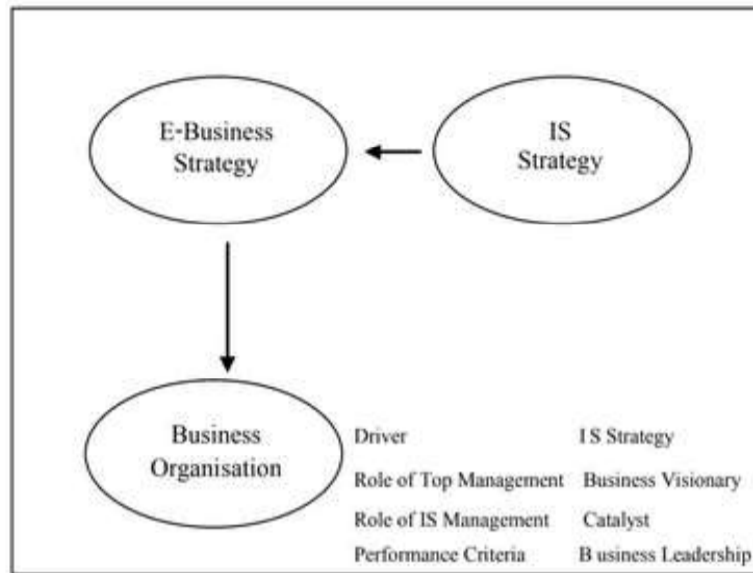 E-Business
Strategy
IS
Strategy
Business
Organisation
Driver I S Strategy
Role of Top Management Business Visionary
Role of IS Management Catalyst
Performance Criteria B usiness Leadership